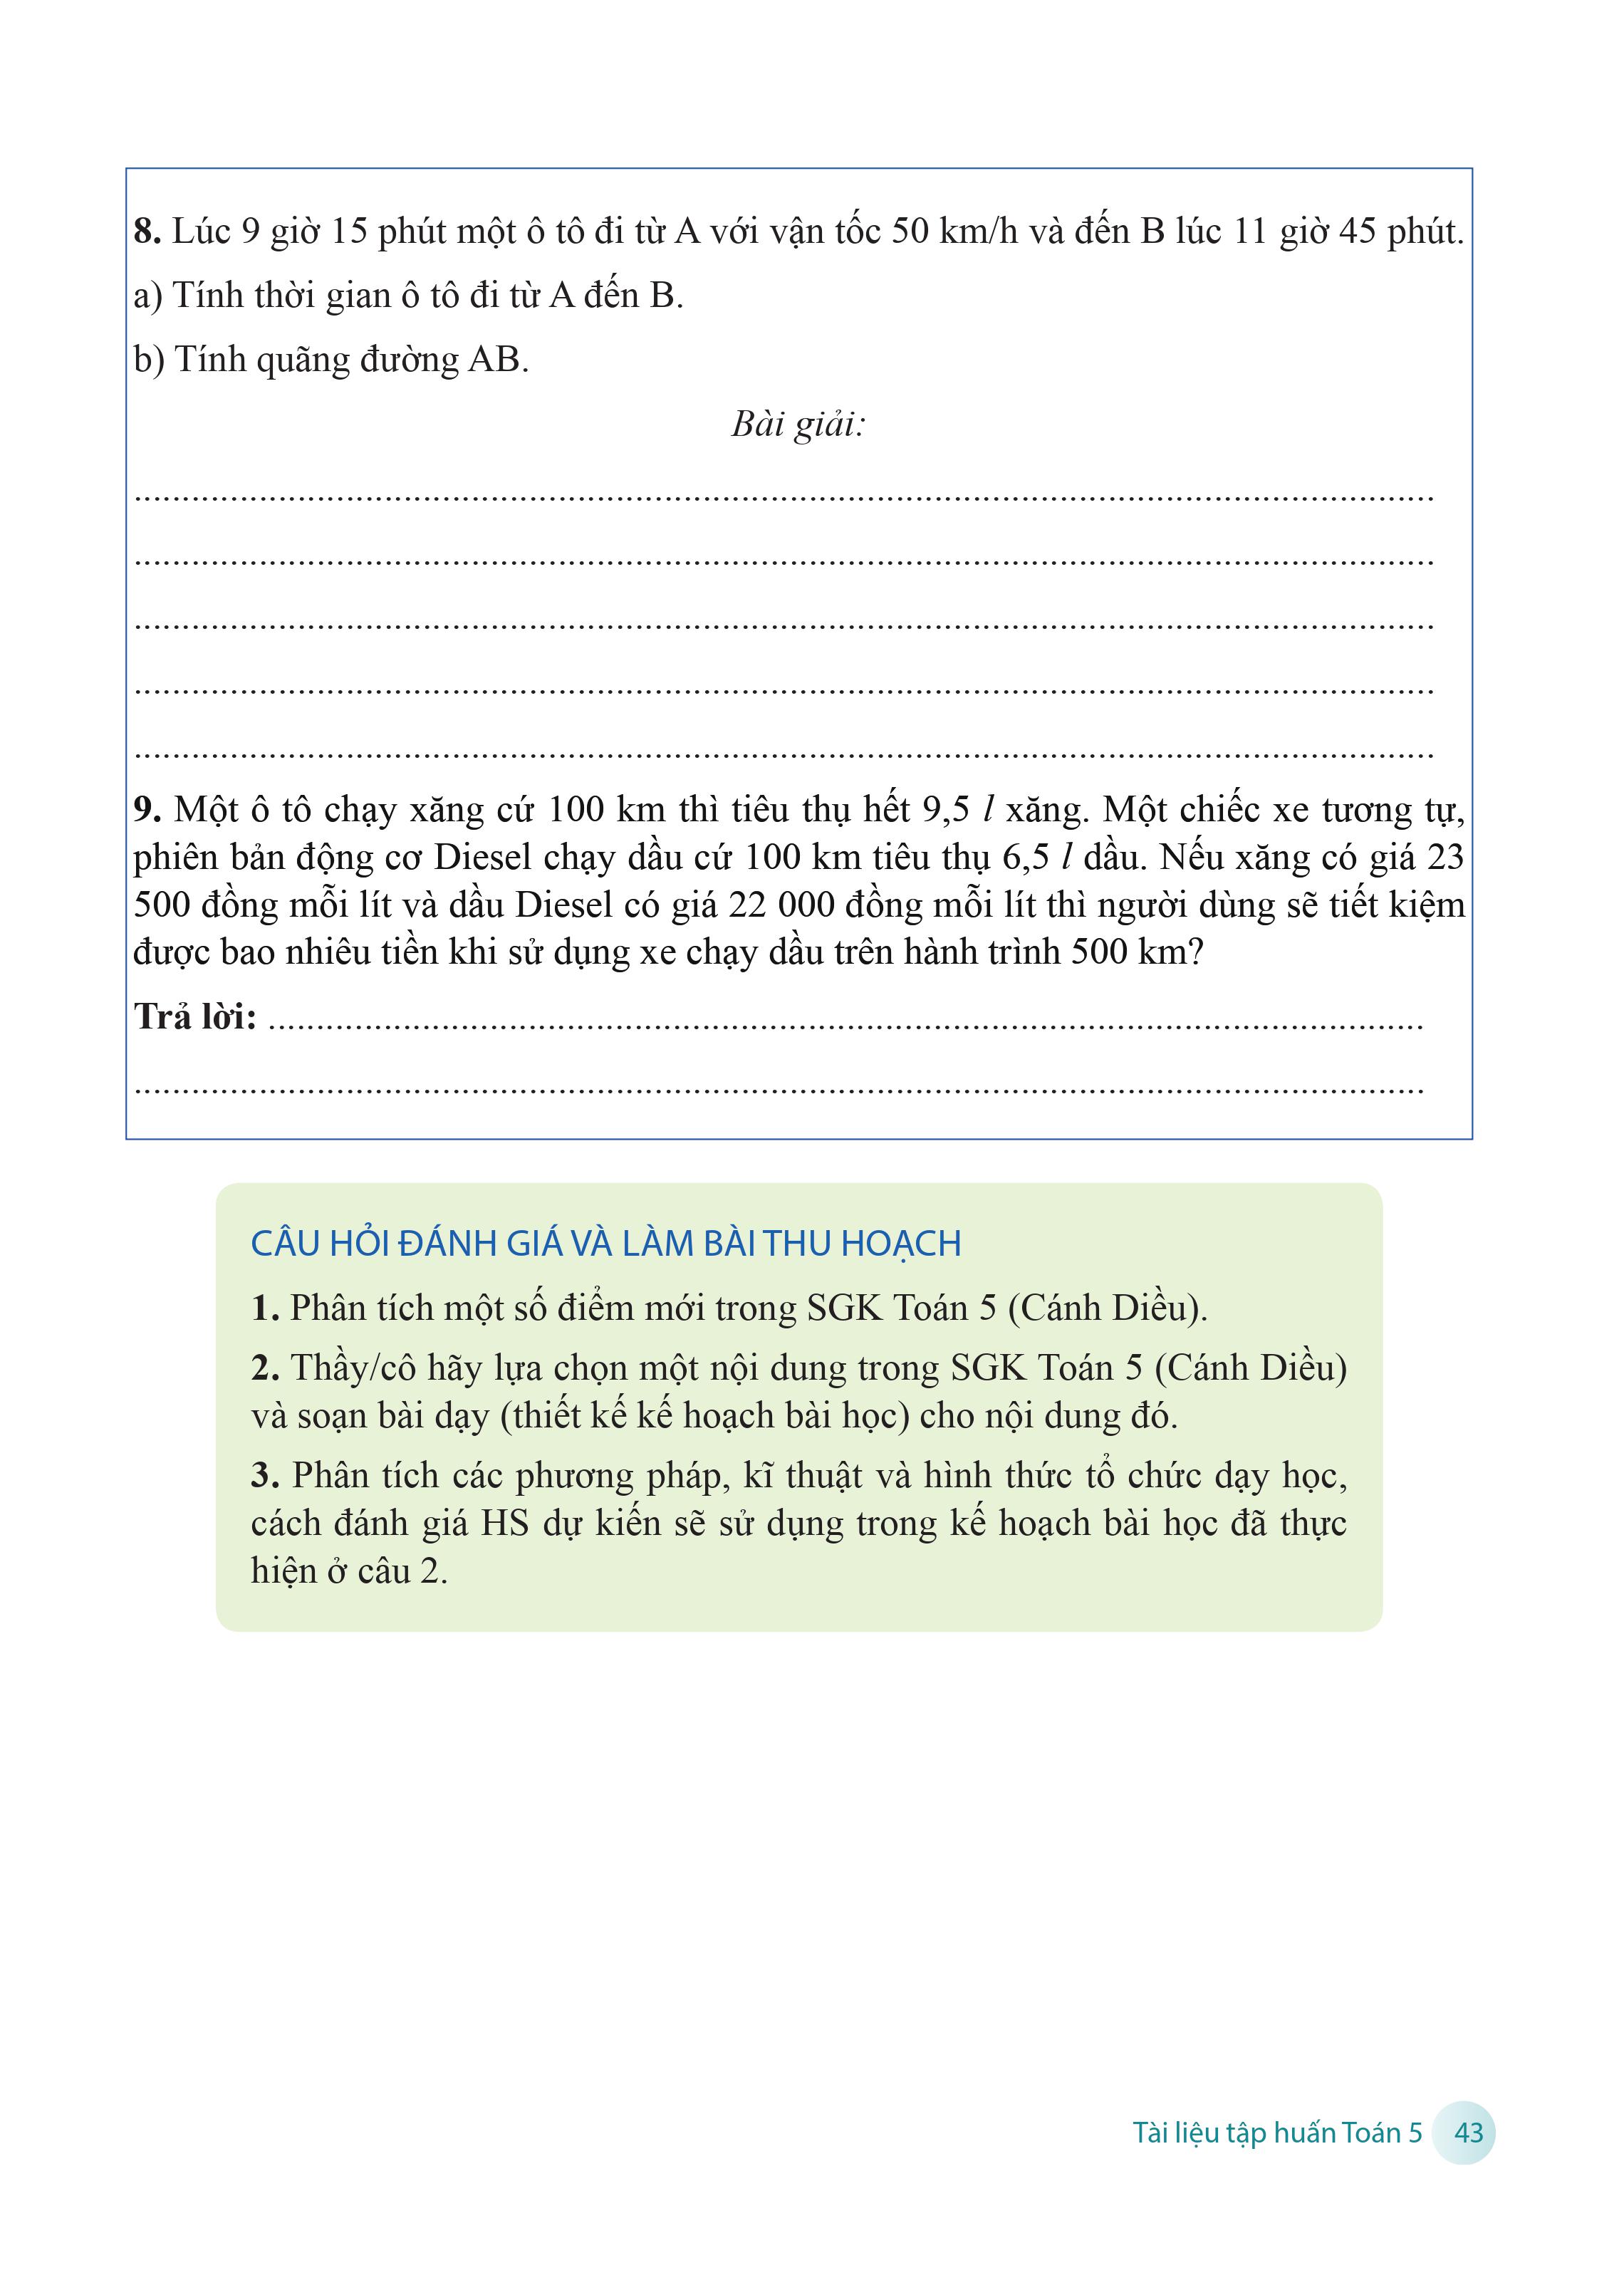 8. Lúc 9 giờ 15 phút một ô tô đi từ A với vận tốc 50 km/h và đến B lúc 11 giờ 45 phút.
a) Tính thời gian ô tô đi từ A đến B.
b) Tính quãng đường AB.
Bài giải:
....................................................................................................................................
....................................................................................................................................
....................................................................................................................................
....................................................................................................................................
....................................................................................................................................
9. Một ô tô chạy xăng cứ 100 km thì tiêu thụ hết 9,5 l xăng. Một chiếc xe tương tự,
phiên bản động cơ Diesel chạy dầu cứ 100 km tiêu thụ 6,5 l dầu. Nếu xăng có giá 23
500 đồng mỗi lít và dầu Diesel có giá 22 000 đồng mỗi lít thì người dùng sẽ tiết kiệm
được bao nhiêu tiền khi sử dụng xe chạy dầu trên hành trình 500 km?
Trả lời: ......................................................................................................................
....................................................................................................................................
CÂU HỎI ĐÁNH GIÁ VÀ LÀM BÀI THU HOẠCH
1. Phân tích một số điểm mới trong SGK Toán 5 (Cánh Diều).
2. Thầy/cô hãy lựa chọn một nội dung trong SGK Toán 5 (Cánh Diều)
và soạn bài dạy (thiết kế kế hoạch bài học) cho nội dung đó.
3. Phân tích các phương pháp, kĩ thuật và hình thức tổ chức dạy học,
cách đánh giá HS dự kiến sẽ sử dụng trong kế hoạch bài học đã thực
hiện ở câu 2.
Tài liệu tập huấn Toán 5 43